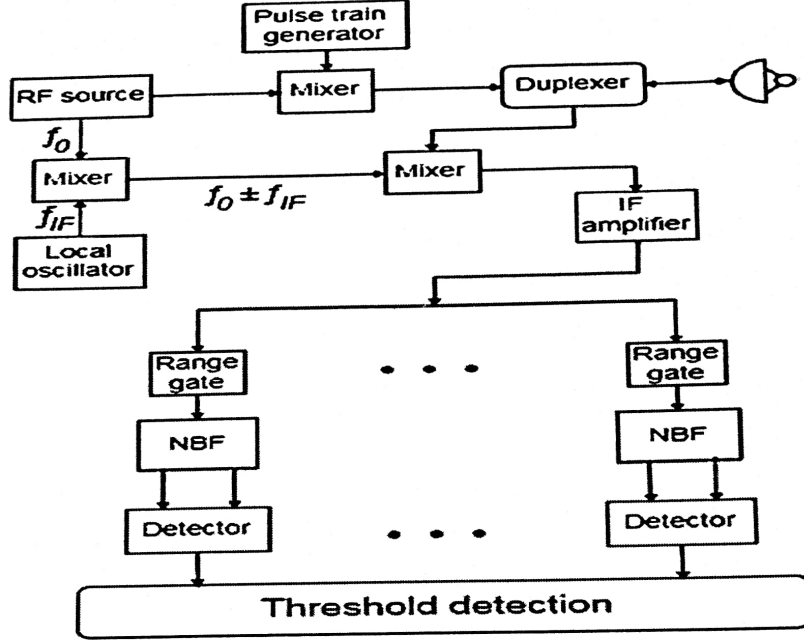 Pulse train
generator
RF source
Mixer
Duplexer
f0
Mixer
Mixer
f0 ± fIF
fIF
Local
oscillator
IF
amplifier
Range
gate
Range
gate
NBF
NBF
Detector
Detector
Threshold detection